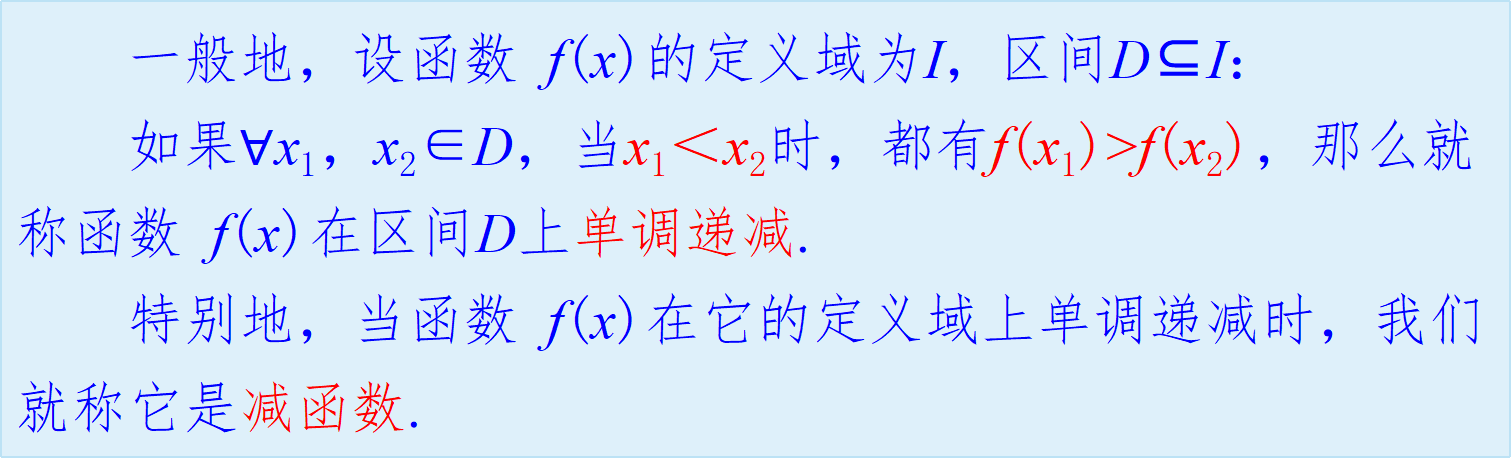 一般地，设函数 f(x)的定义域为I，区间D⊆I：
如果∀x₁，x₂∈D，当x₁＜x₂时，都有f(x₁)>f(x₂)，那么就
称函数 f(x)在区间D上单调递减.
特别地，当函数 f(x)在它的定义域上单调递减时，我们
就称它是减函数.